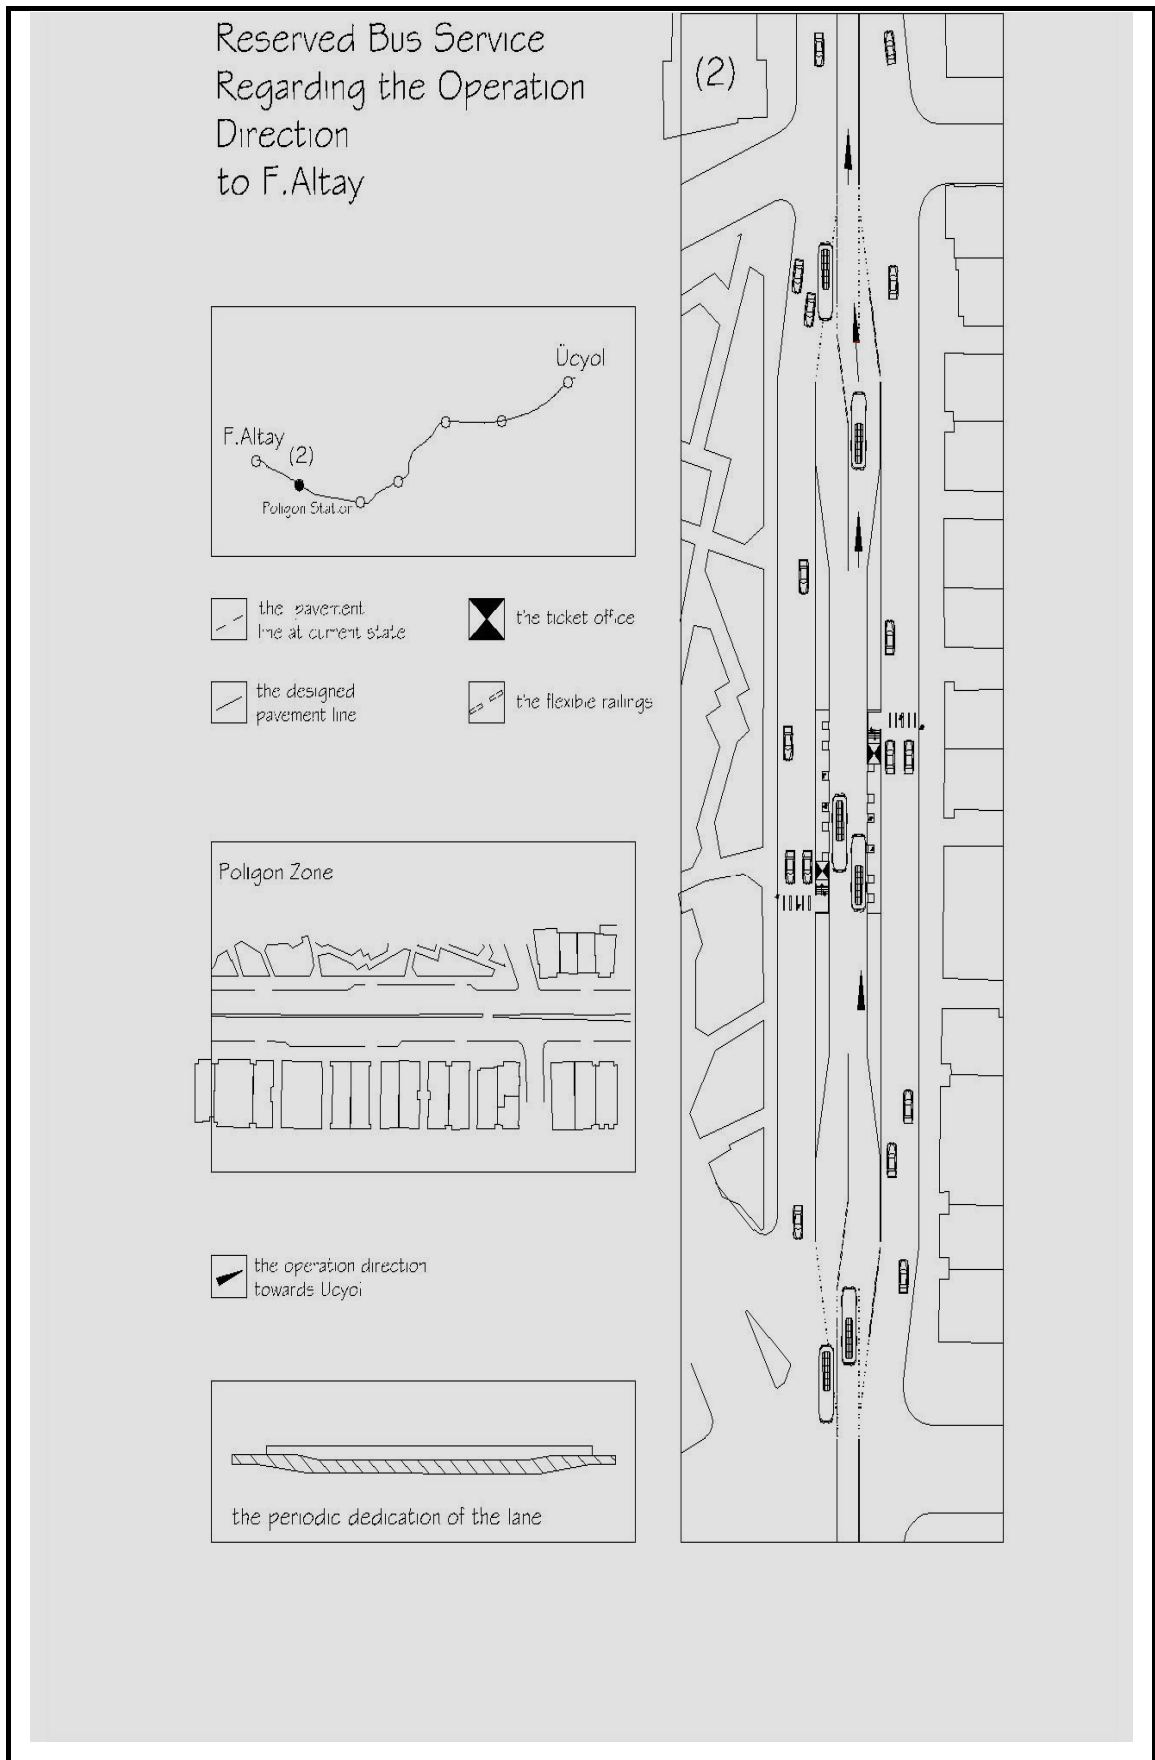 Reserved Bus Service
Regarding the Operation
Direction
to F.Altay
(2)
Ücyol
F.Altay
(2)
Poligon Station
the pavement
line at current state
the ticket office
the designed
pavement line
the flexible railings
Poligon Zone
the operation direction
towards Ucyol
the periodic dedication of the lane